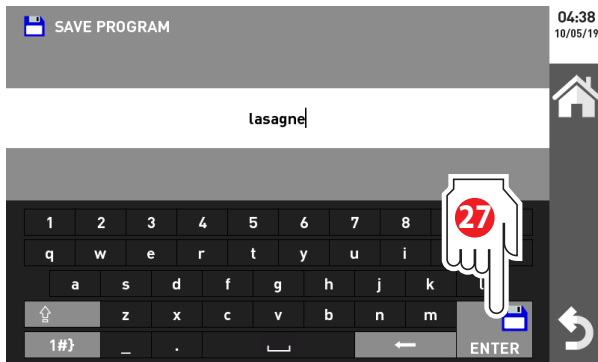 SAVE PROGRAM
04:38
10/05/19
lasagne
27
1 2 3 4 5 6 7 8
q w e r t y u i
a s d f g h j k
z x c v b n m
1#} _ .
ENTER